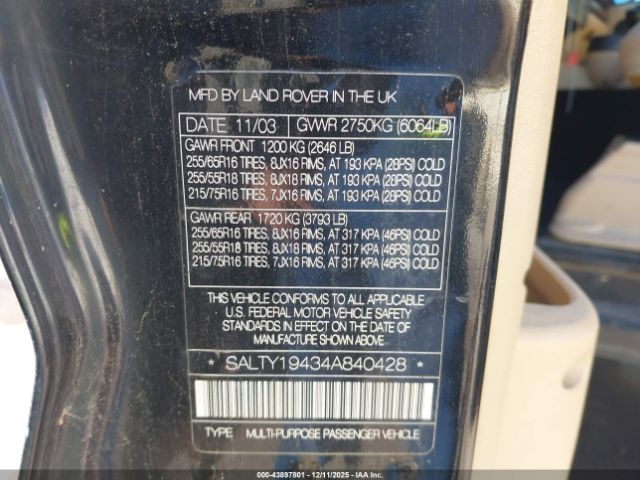 MFD BY LAND ROVER IN THE UK
DATE 11/03 GVWR 2750KG (6064LB)
GAWR FRONT 1200 KG (2646 LB)
255/65R16 TIRES, 8JX16 RIMS, AT 193 KPA (28PSI) COLD
255/55R18 TIRES, 8JX18 RIMS, AT 193 KPA (28PSI) COLD
215/75R16 TIRES, 7JX16 RIMS, AT 193 KPA (28PSI) COLD
GAWR REAR 1720 KG (3793 LB)
255/65R16 TIRES, 8JX16 RIMS, AT 317 KPA (46PSI) COLD
255/55R18 TIRES, 8JX18 RIMS, AT 317 KPA (46PSI) COLD
215/75R16 TIRES, 7JX16 RIMS, AT 317 KPA (46PSI) COLD
THIS VEHICLE CONFORMS TO ALL APPLICABLE
U.S. FEDERAL MOTOR VEHICLE SAFETY
STANDARDS IN EFFECT ON THE DATE OF
MANUFACTURE SHOWN ABOVE.
* SALTY19434A840428 *
TYPE MULTI-PURPOSE PASSENGER VEHICLE
000-43897801 - 12/11/2025 - IAA Inc.